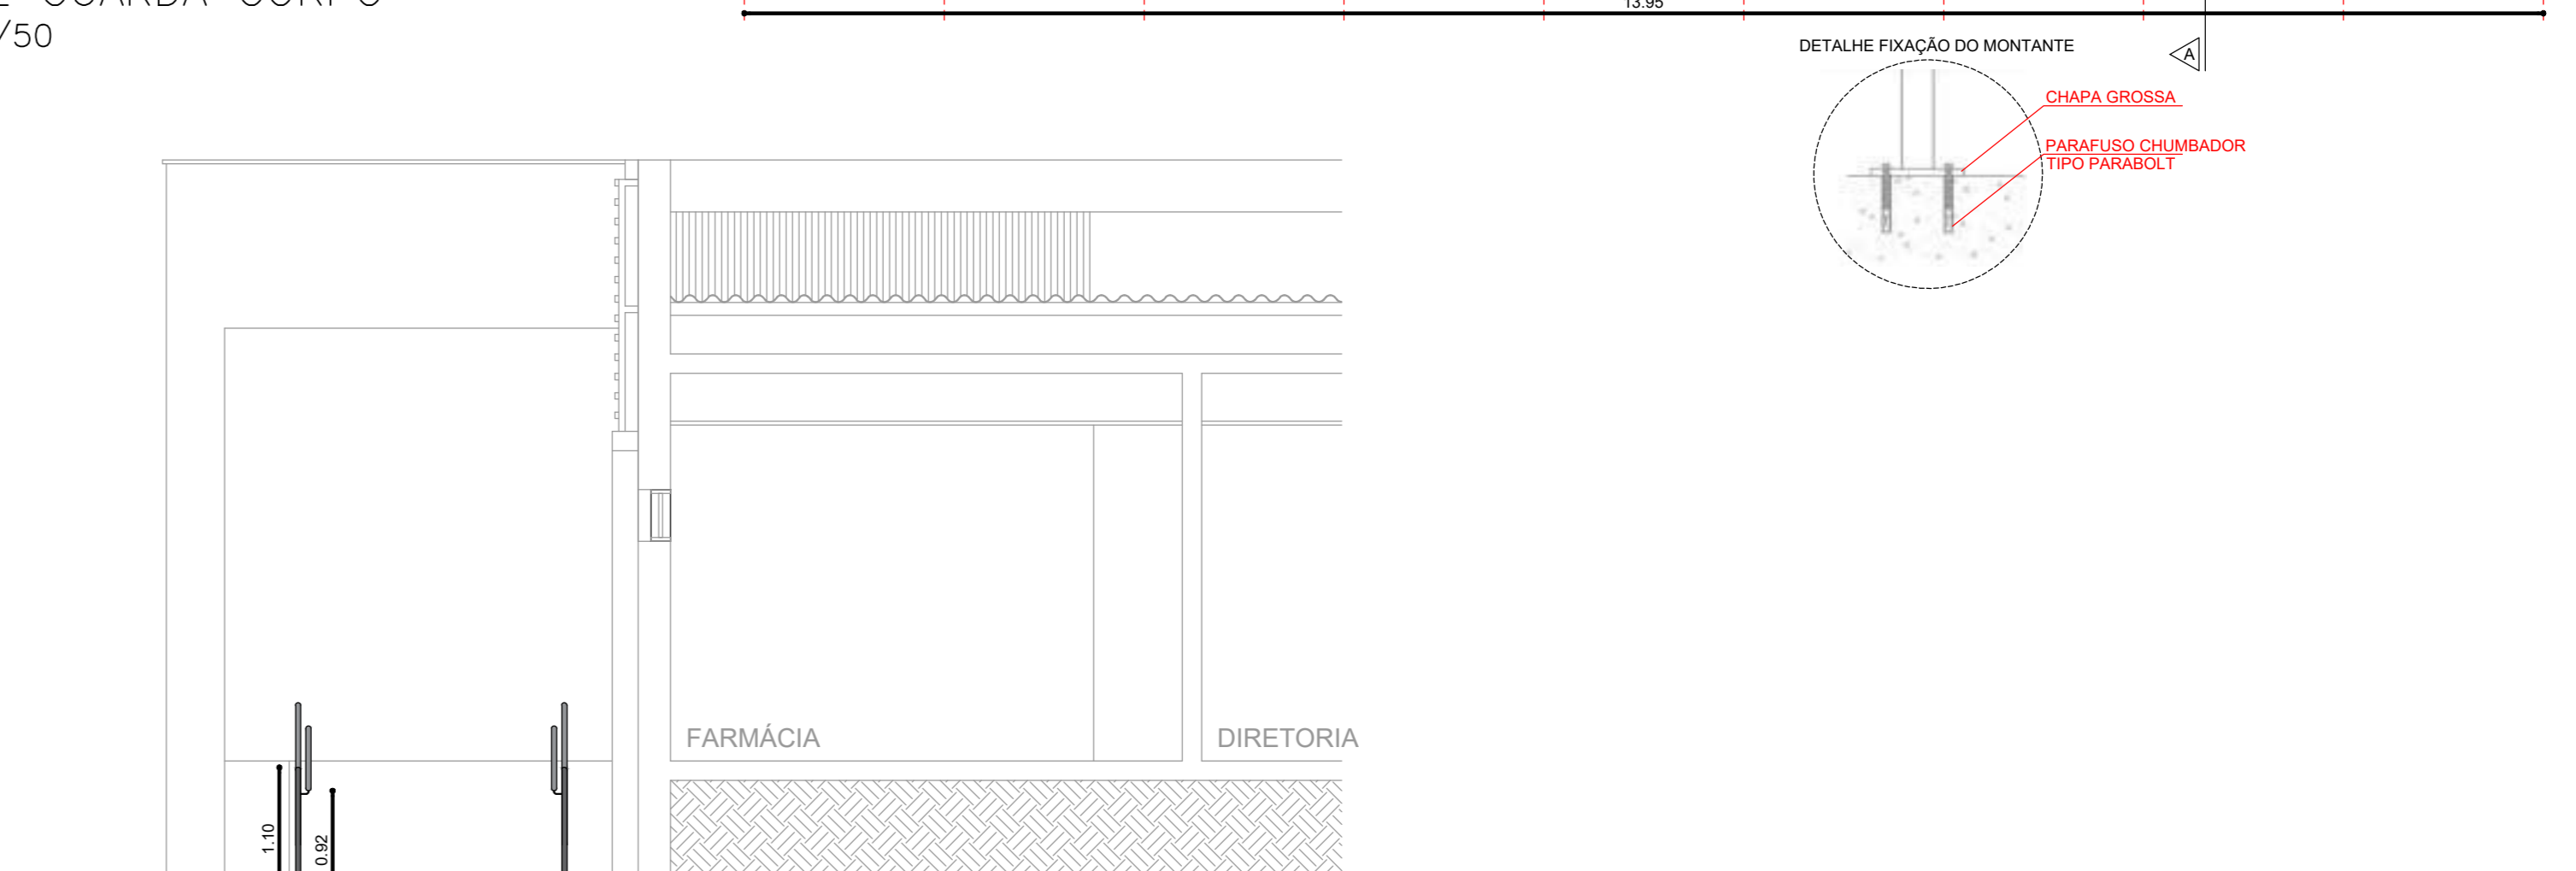 /50
13.95
DETALHE FIXAÇÃO DO MONTANTE
A
CHAPA GROSSA
PARAFUSO CHUMBADOR
TIPO PARABOLT
FARMÁCIA
DIRETORIA
1.10
0.92